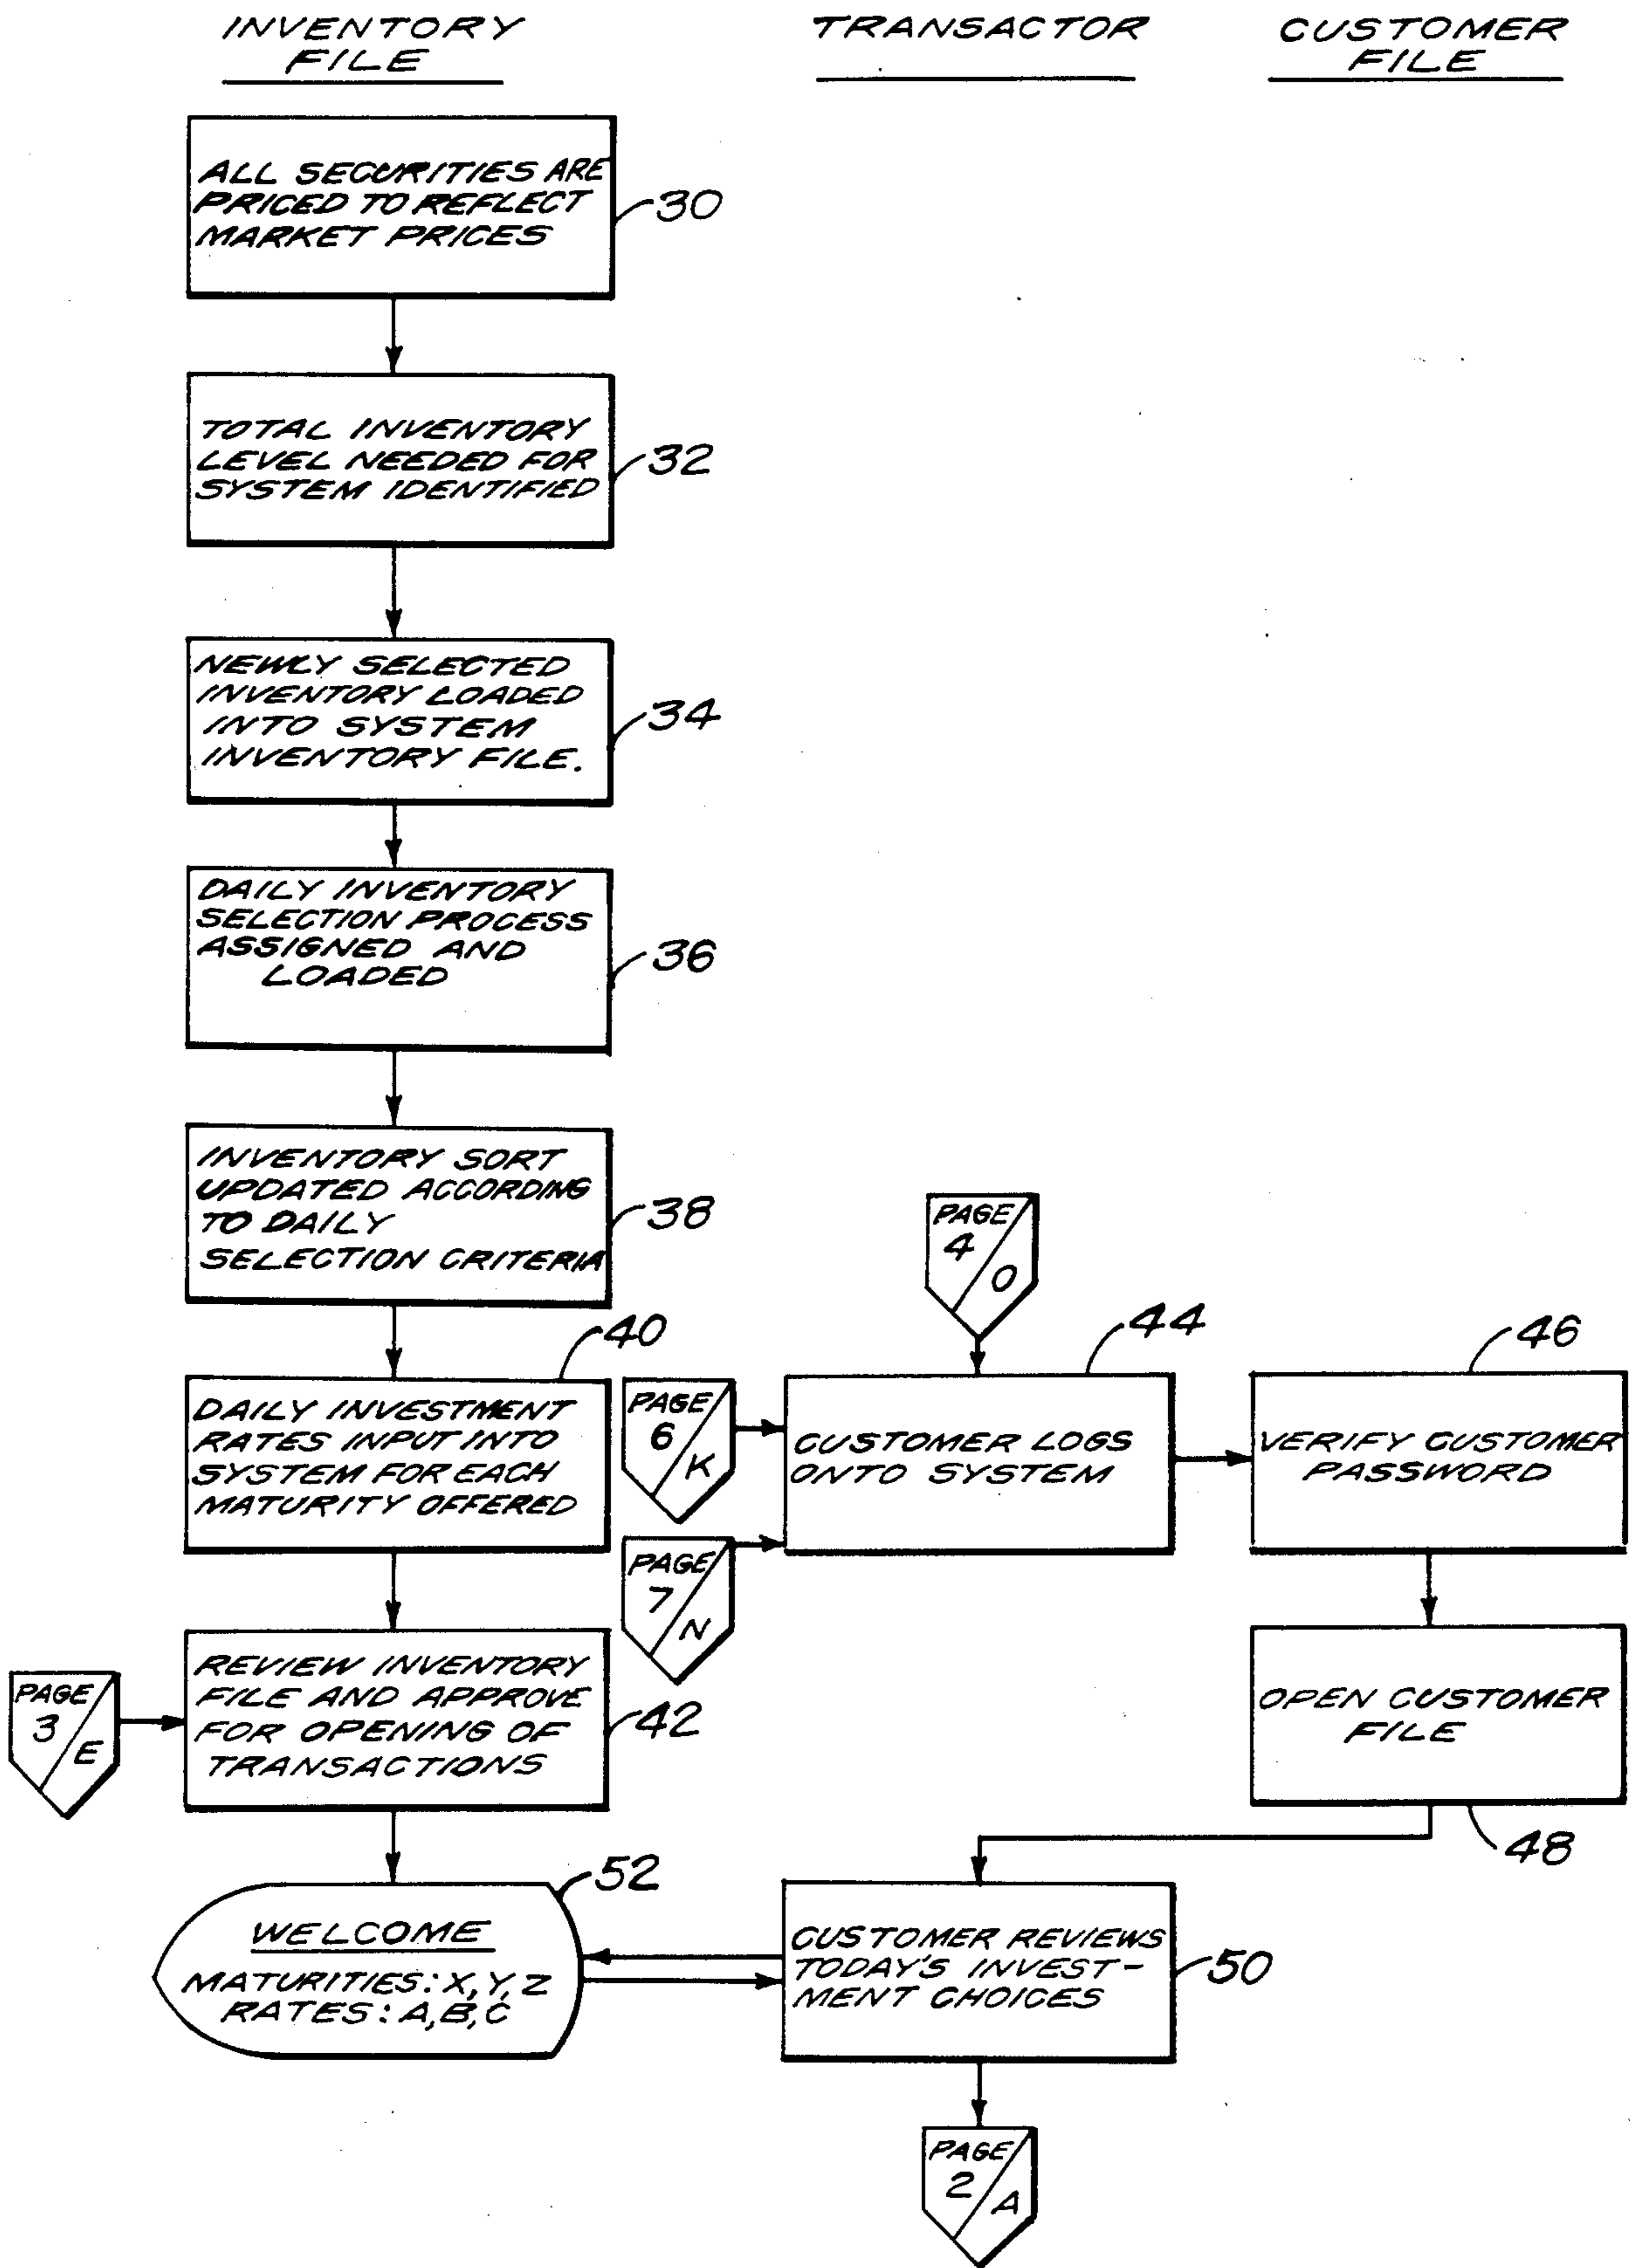 INVENTORY
FILE
TRANSACTOR
CUSTOMER
FILE
ALL SECURITIES ARE
PRICED TO REFLECT
MARKET PRICES
30
TOTAL INVENTORY
LEVEL NEEDED FOR
SYSTEM IDENTIFIED
32
NEWLY SELECTED
INVENTORY LOADED
INTO SYSTEM
INVENTORY FILE.
34
DAILY INVENTORY
SELECTION PROCESS
ASSIGNED AND
LOADED
36
INVENTORY SORT
UPDATED ACCORDING
TO DAILY
SELECTION CRITERIA
38
PAGE
4
O
40
DAILY INVESTMENT
RATES INPUT INTO
SYSTEM FOR EACH
MATURITY OFFERED
PAGE
6
K
PAGE
7
N
44
CUSTOMER LOGS
ONTO SYSTEM
46
VERIFY CUSTOMER
PASSWORD
PAGE
3
E
REVIEW INVENTORY
FILE AND APPROVE
FOR OPENING OF
TRANSACTIONS
42
OPEN CUSTOMER
FILE
48
52
WELCOME
MATURITIES: X, Y, Z
RATES: A, B, C
CUSTOMER REVIEWS
TODAY'S INVEST-
MENT CHOICES
50
PAGE
2
A